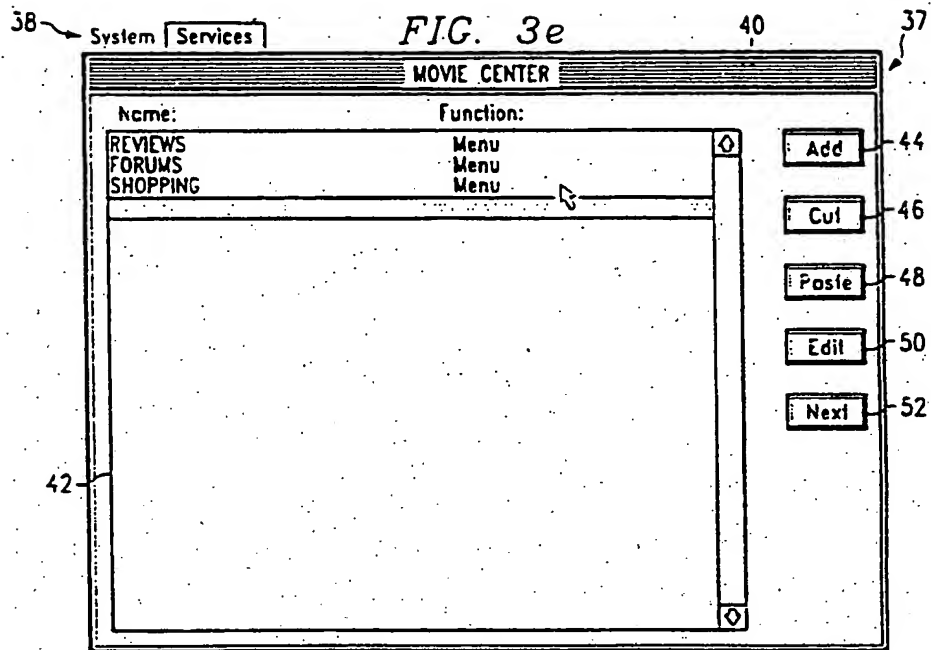 38
System Services
FIG. 3e
40
37
MOVIE CENTER
Name: Function:
REVIEWS Menu
FORUMS Menu
SHOPPING Menu
Add 44
Cut 46
Paste 48
Edit 50
Next 52
42